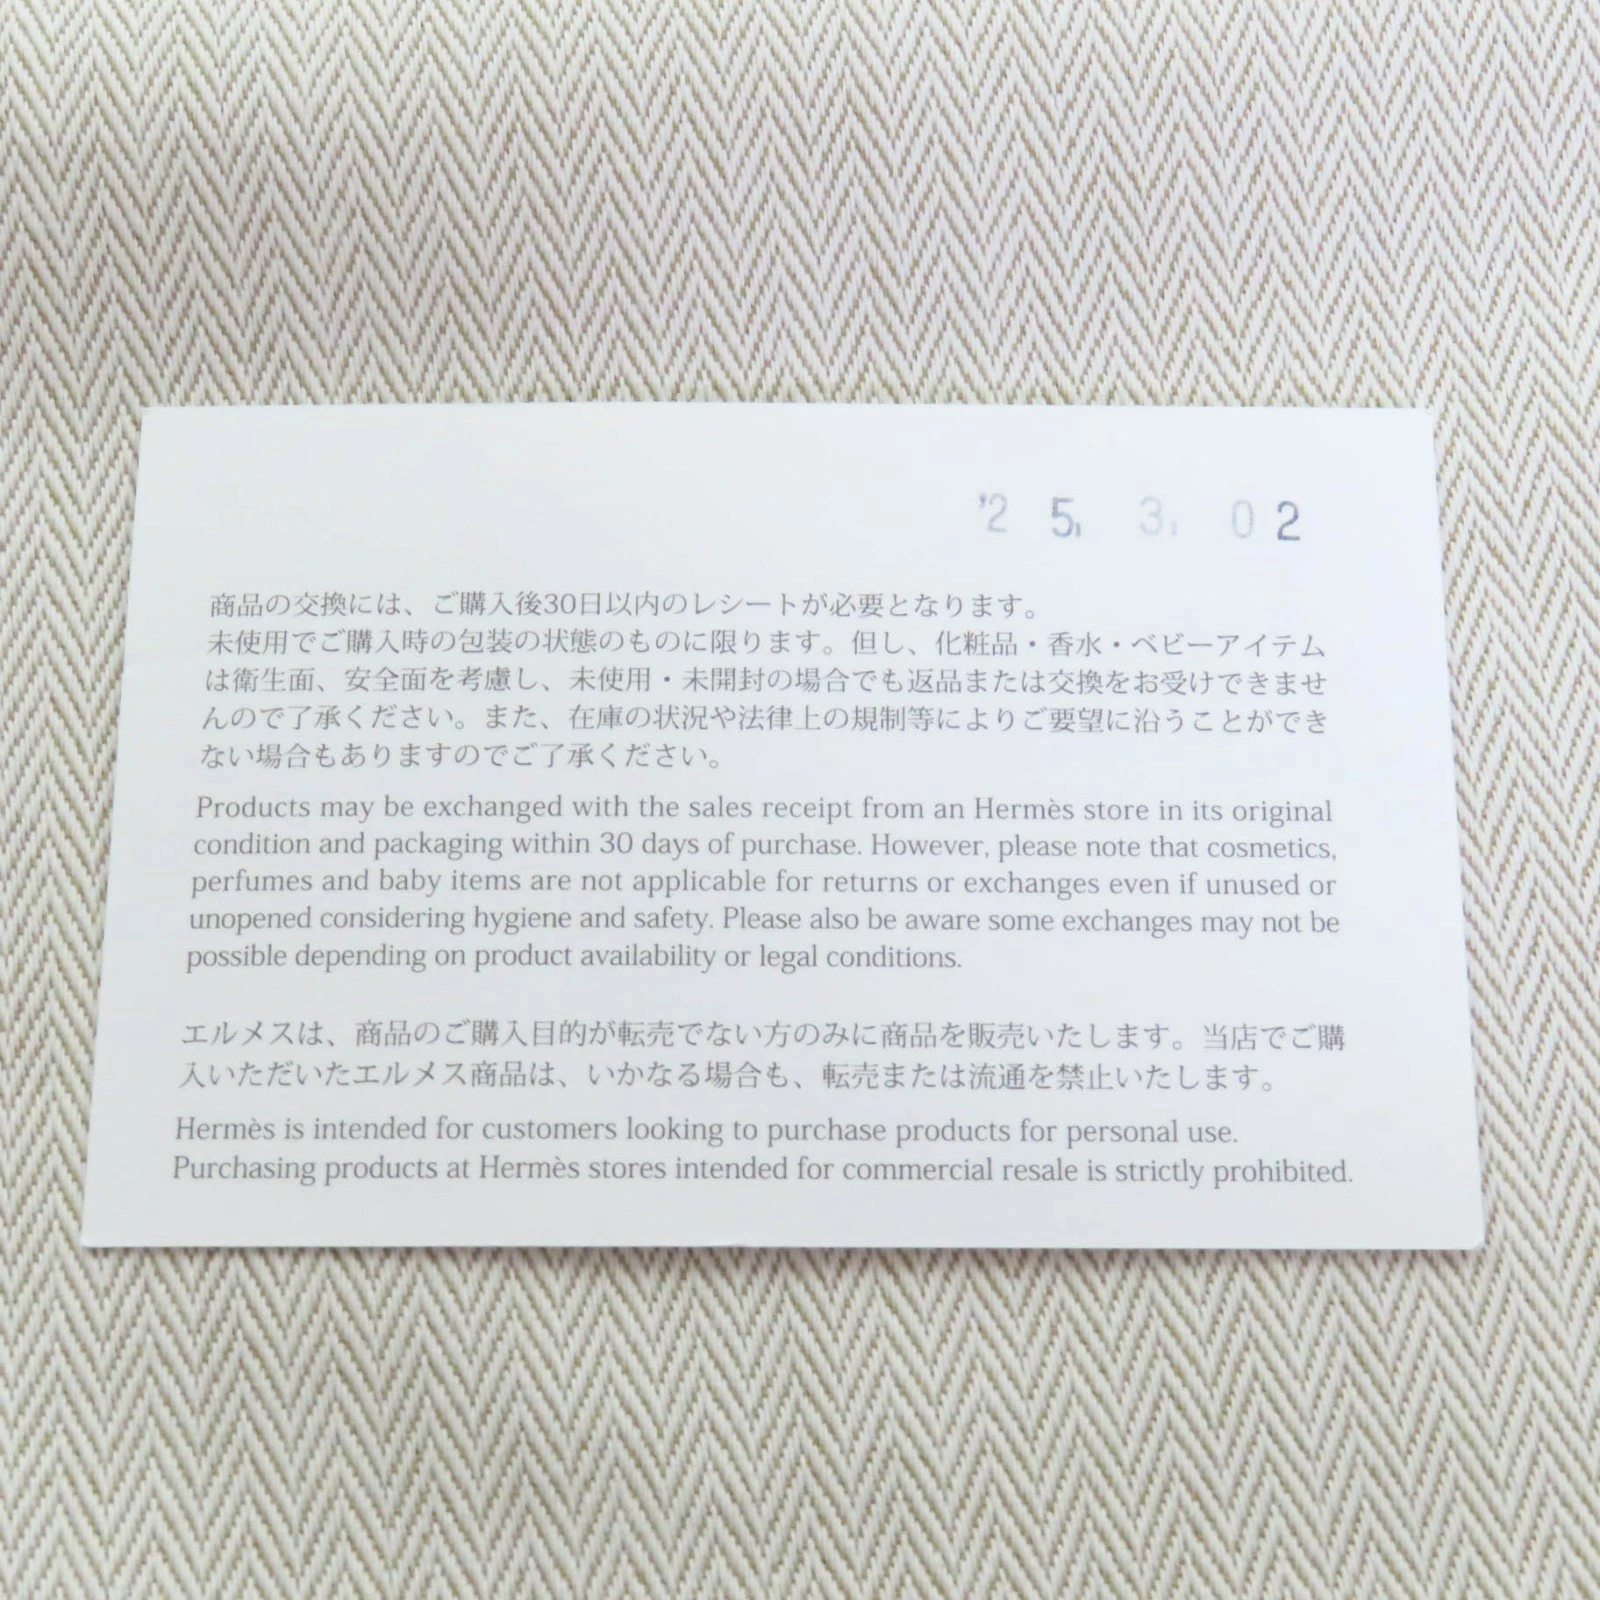 '25. 3. 02
商品の交換には、ご購入後30日以内のレシートが必要となります。
未使用でご購入時の包装の状態のものに限ります。但し、化粧品・香水・ベビーアイテム
は衛生面、安全面を考慮し、未使用・未開封の場合でも返品または交換をお受けできませ
んので了承ください。また、在庫の状況や法律上の規制等によりご要望に沿うことができ
ない場合もありますのでご了承ください。
Products may be exchanged with the sales receipt from an Hermès store in its original
condition and packaging within 30 days of purchase. However, please note that cosmetics,
perfumes and baby items are not applicable for returns or exchanges even if unused or
unopened considering hygiene and safety. Please also be aware some exchanges may not be
possible depending on product availability or legal conditions.
エルメスは、商品のご購入目的が転売でない方のみに商品を販売いたします。当店でご購
入いただいたエルメス商品は、いかなる場合も、転売または流通を禁止いたします。
Hermès is intended for customers looking to purchase products for personal use.
Purchasing products at Hermès stores intended for commercial resale is strictly prohibited.